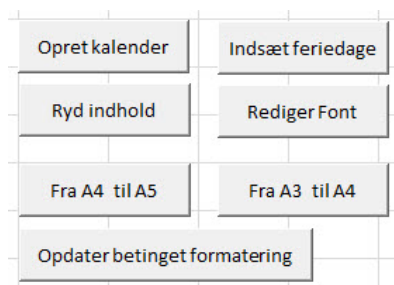 Opret kalender
Indsæt feriedage
Ryd indhold
Rediger Font
Fra A4 til A5
Fra A3 til A4
Opdater betinget formatering